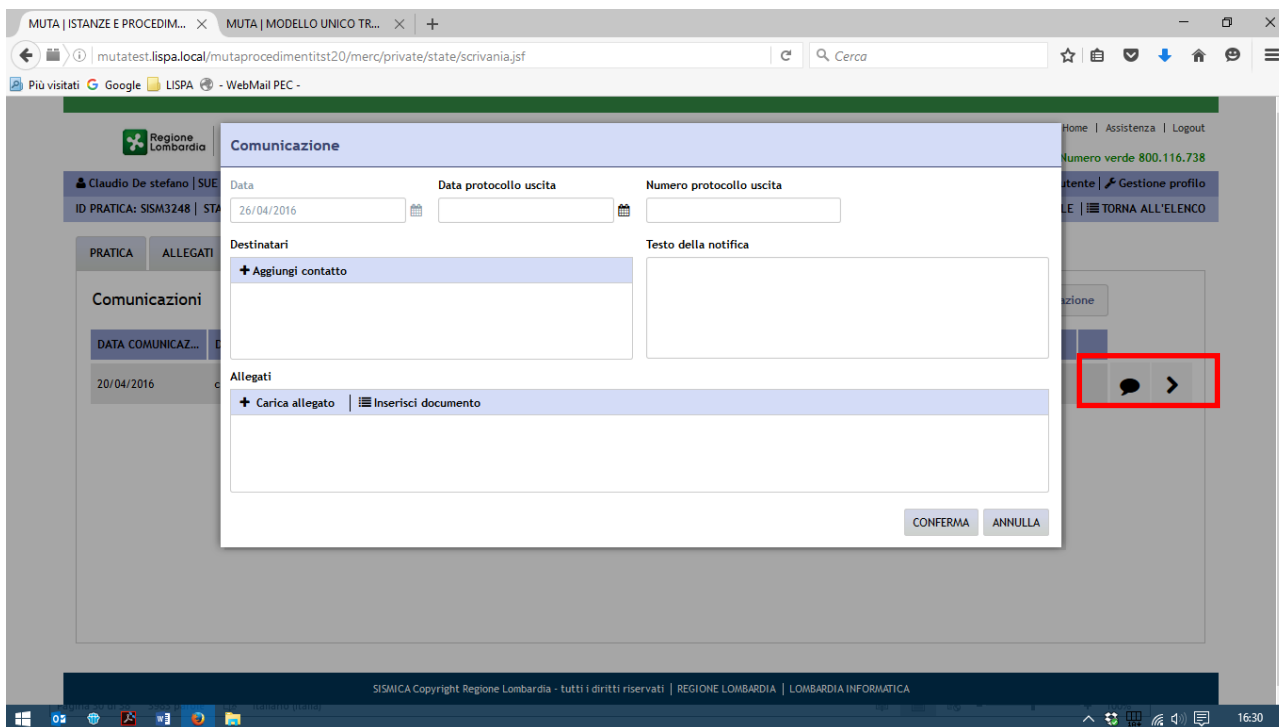 MUTA | ISTANZE E PROCEDIM... MUTA | MODELLO UNICO TR...
mutatest.lispa.local/mutaprocedimentitst20/merc/private/state/scrivania.jsf Cerca
Più visitati Google LISPA - WebMail PEC -
Regione Lombardia Home | Assistenza | Logout
Numero verde 800.116.738
Claudio De stefano | SUE utente | Gestione profilo
ID PRATICA: SISM3248 | STA LE | TORNA ALL'ELENCO
PRATICA ALLEGATI
Comunicazioni azione
DATA COMUNICAZ... D
20/04/2016 c
Comunicazione
Data Data protocollo uscita Numero protocollo uscita
26/04/2016
Destinatari Testo della notifica
+ Aggiungi contatto
Allegati
+ Carica allegato | Inserisci documento
CONFERMA ANNULLA
SISMICA Copyright Regione Lombardia - tutti i diritti riservati | REGIONE LOMBARDIA | LOMBARDIA INFORMATICA
16:30